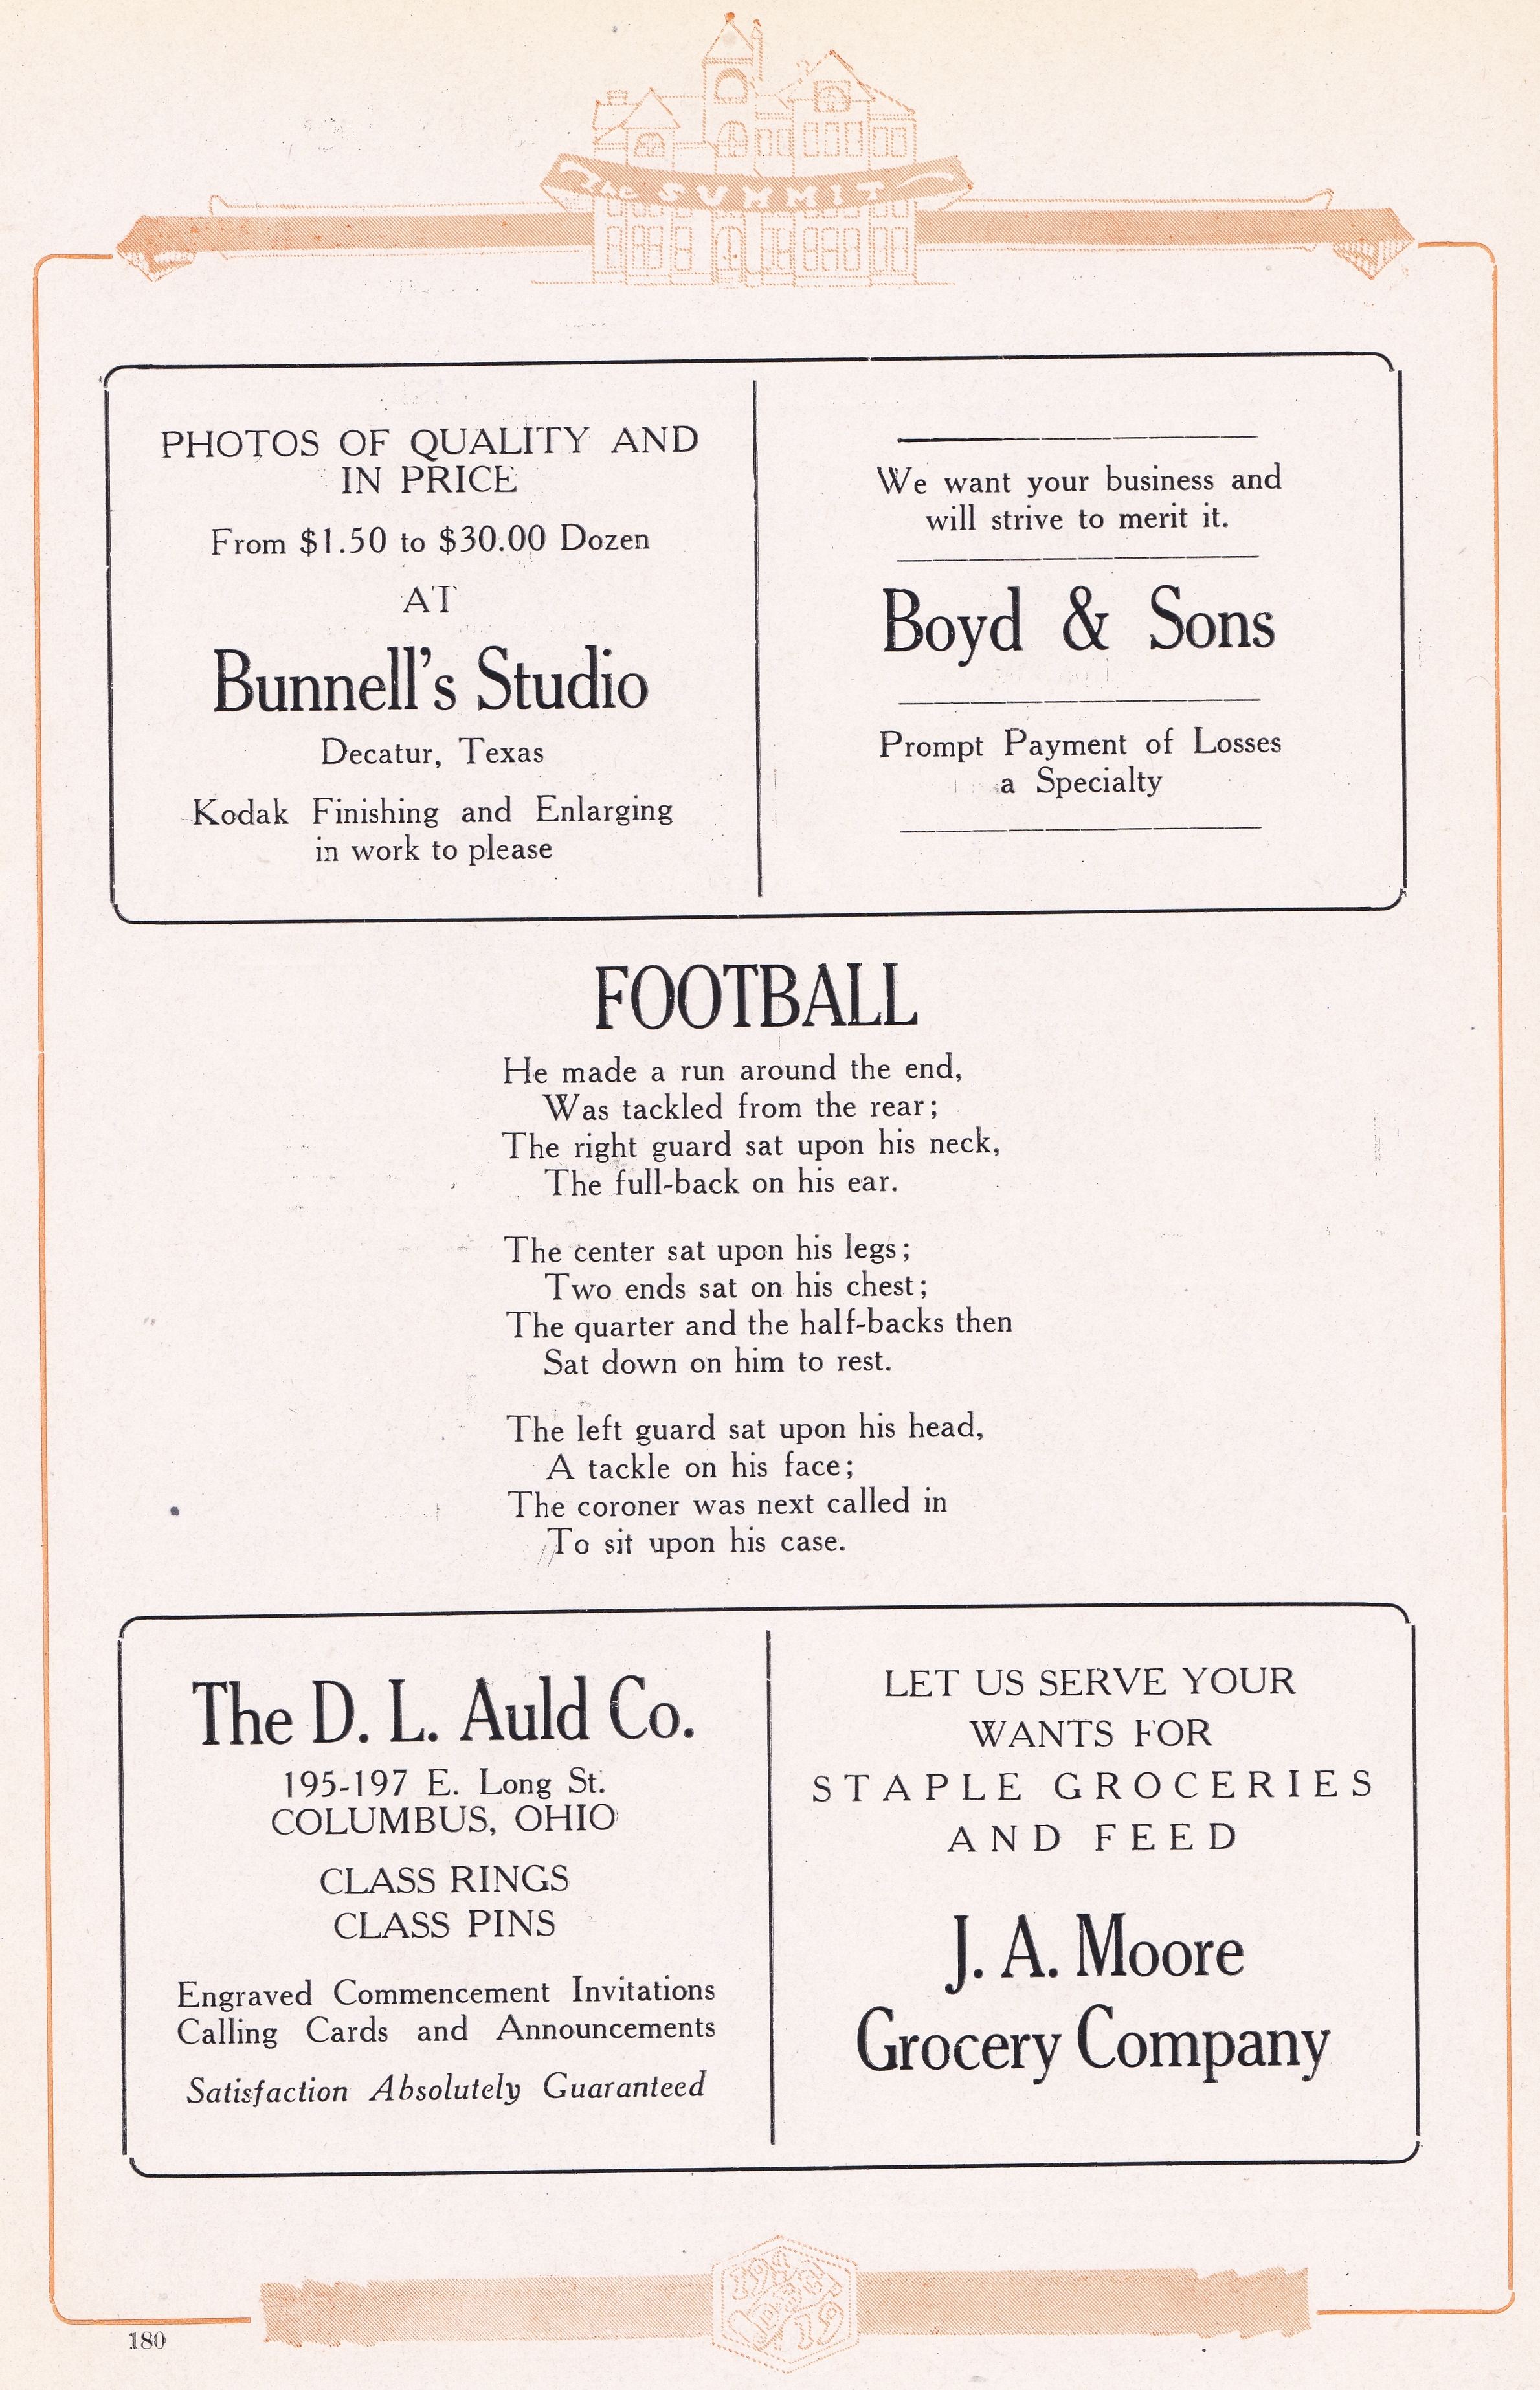 The SUMMIT
PHOTOS OF QUALITY AND
IN PRICE
From $1.50 to $30.00 Dozen
AT
Bunnell's Studio
Decatur, Texas
Kodak Finishing and Enlarging
in work to please
We want your business and
will strive to merit it.
Boyd & Sons
Prompt Payment of Losses
a Specialty
FOOTBALL
He made a run around the end,
Was tackled from the rear;
The right guard sat upon his neck,
The full-back on his ear.
The center sat upon his legs;
Two ends sat on his chest;
The quarter and the half-backs then
Sat down on him to rest.
The left guard sat upon his head,
A tackle on his face;
The coroner was next called in
To sit upon his case.
The D. L. Auld Co.
195-197 E. Long St.
COLUMBUS, OHIO
CLASS RINGS
CLASS PINS
Engraved Commencement Invitations
Calling Cards and Announcements
Satisfaction Absolutely Guaranteed
LET US SERVE YOUR
WANTS FOR
STAPLE GROCERIES
AND FEED
J. A. Moore
Grocery Company
19
19
180